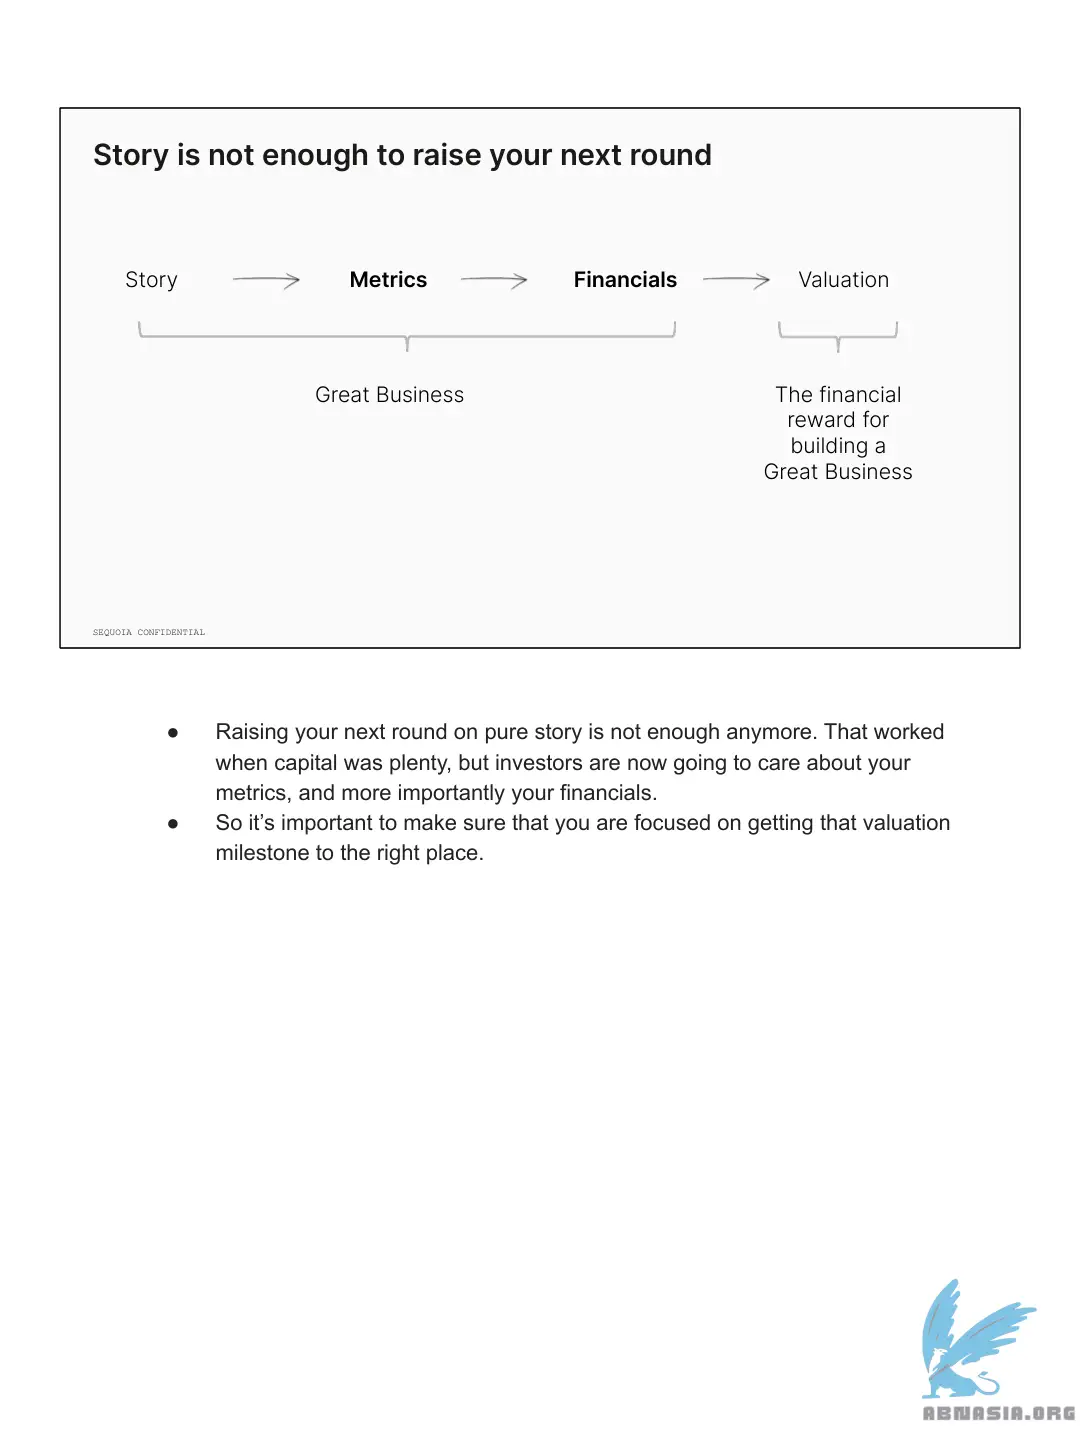 Story is not enough to raise your next round
Story → Metrics → Financials → Valuation
Great Business
The financial
reward for
building a
Great Business
SEQUOIA CONFIDENTIAL
● Raising your next round on pure story is not enough anymore. That worked
when capital was plenty, but investors are now going to care about your
metrics, and more importantly your financials.
● So it’s important to make sure that you are focused on getting that valuation
milestone to the right place.
ABNASIA.ORG